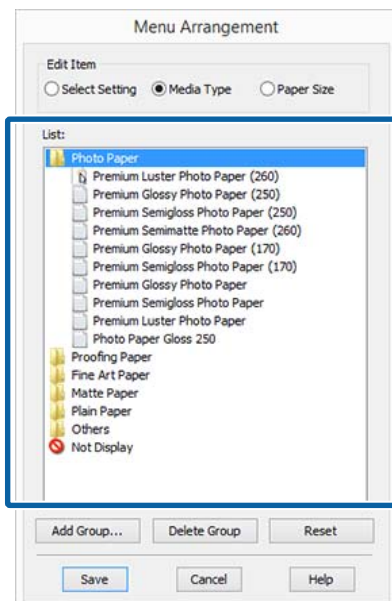 Menu Arrangement
Edit Item
Select Setting Media Type Paper Size
List:
Photo Paper
Premium Luster Photo Paper (260)
Premium Glossy Photo Paper (250)
Premium Semigloss Photo Paper (250)
Premium Semimatte Photo Paper (260)
Premium Glossy Photo Paper (170)
Premium Semigloss Photo Paper (170)
Premium Glossy Photo Paper
Premium Semigloss Photo Paper
Premium Luster Photo Paper
Photo Paper Gloss 250
Proofing Paper
Fine Art Paper
Matte Paper
Plain Paper
Others
Not Display
Add Group... Delete Group Reset
Save Cancel Help